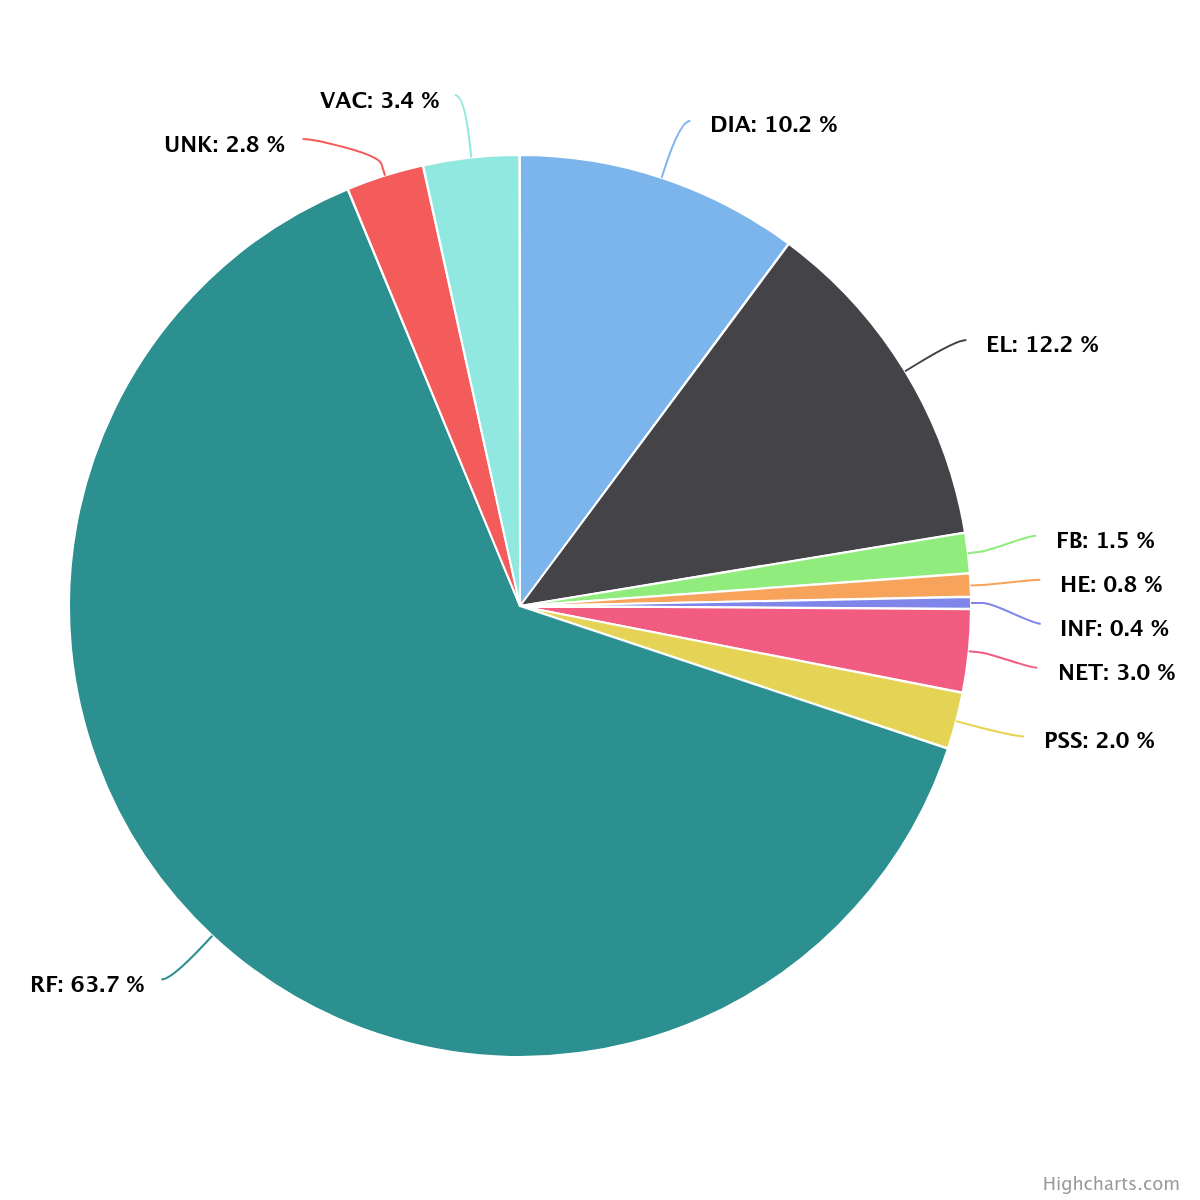 VAC: 3.4 %
DIA: 10.2 %
UNK: 2.8 %
EL: 12.2 %
FB: 1.5 %
HE: 0.8 %
INF: 0.4 %
NET: 3.0 %
PSS: 2.0 %
RF: 63.7 %
Highcharts.com